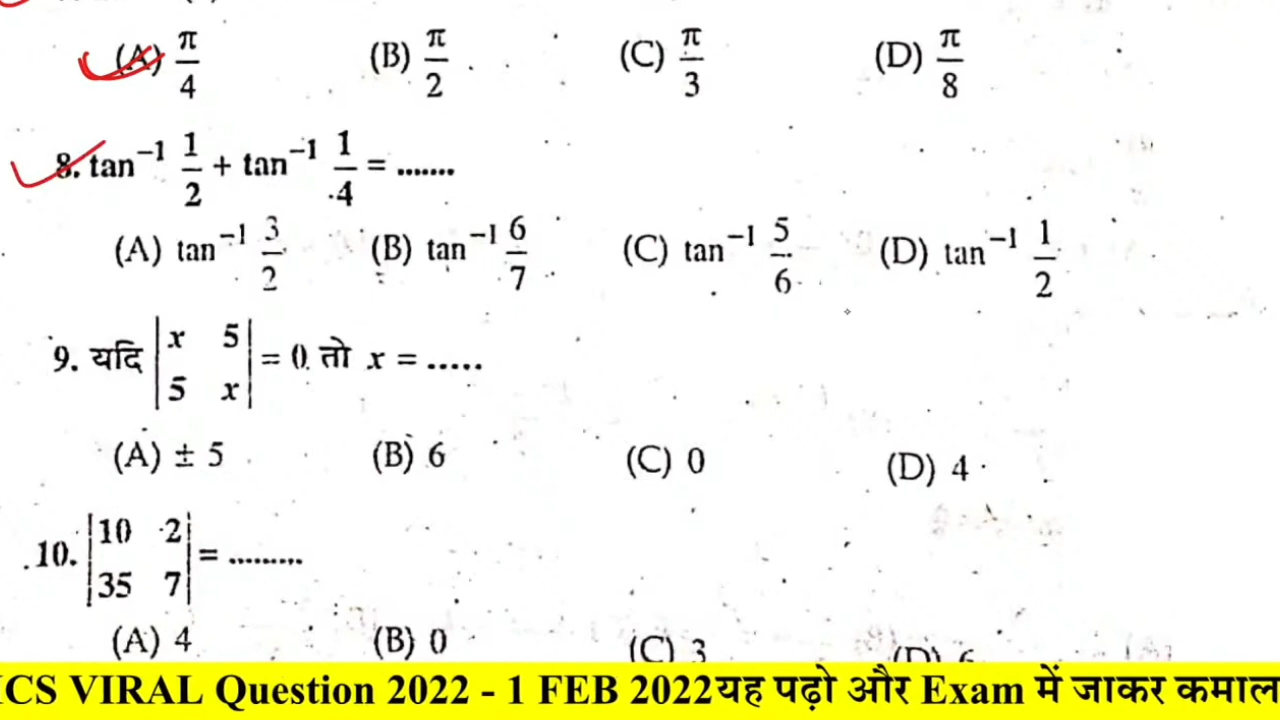 (A) π/4 (B) π/2 (C) π/3 (D) π/8
8. tan⁻¹ 1/2 + tan⁻¹ 1/4 = .......
(A) tan⁻¹ 3/2 (B) tan⁻¹ 6/7 (C) tan⁻¹ 5/6 (D) tan⁻¹ 1/2
9. यदि |x 5; 5 x| = 0 तो x = .....
(A) ± 5 (B) 6 (C) 0 (D) 4
10. |10 2; 35 7| = .........
(A) 4 (B) 0 (C) 3 (D) 6
ICS VIRAL Question 2022 - 1 FEB 2022यह पढ़ो और Exam में जाकर कमाल